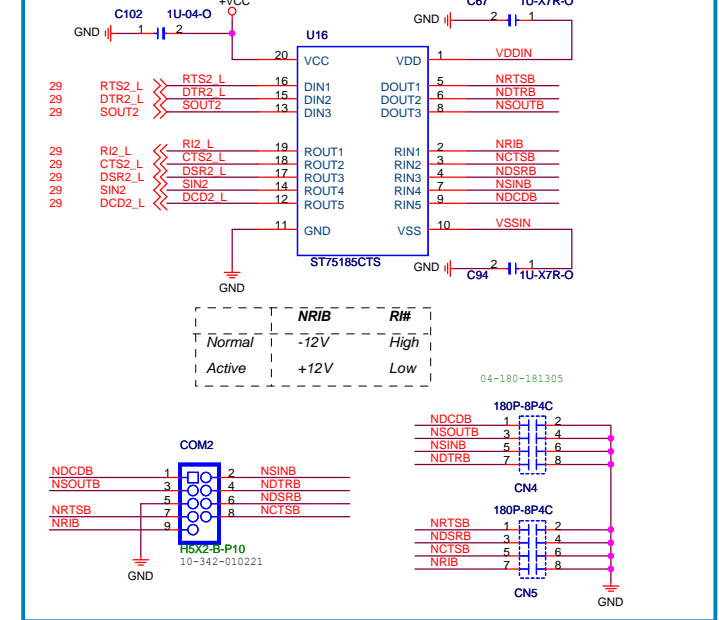 +VCC
C102 1U-04-O
GND 1 2
C67 1U-X7R-O
GND 2 1
U16
20 VCC VDD 1 VDDIN
29 RTS2_L RTS2_L 16 DIN1 DOUT1 5 NRTSB
29 DTR2_L DTR2_L 15 DIN2 DOUT2 6 NDTRB
29 SOUT2 SOUT2 13 DIN3 DOUT3 8 NSOUTB
29 RI2_L RI2_L 19 ROUT1 RIN1 2 NRIB
29 CTS2_L CTS2_L 18 ROUT2 RIN2 3 NCTSB
29 DSR2_L DSR2_L 17 ROUT3 RIN3 4 NDSRB
29 SIN2 SIN2 14 ROUT4 RIN4 7 NSINB
29 DCD2_L DCD2_L 12 ROUT5 RIN5 9 NDCDB
11 GND VSS 10 VSSIN
ST75185CTS
GND 2 1
C94 1U-X7R-O
GND
NRIB RI#
Normal -12V High
Active +12V Low
04-180-181305
180P-8P4C
NDCDB 1 2
NSOUTB 3 4
NSINB 5 6
NDTRB 7 8
CN4
COM2
NDCDB 1 2 NSINB
NSOUTB 3 4 NDTRB
5 6 NDSRB
NRTSB 7 8 NCTSB
NRIB 9
H5X2-B-P10
10-342-010221
GND
180P-8P4C
NRTSB 1 2
NDSRB 3 4
NCTSB 5 6
NRIB 7 8
CN5
GND